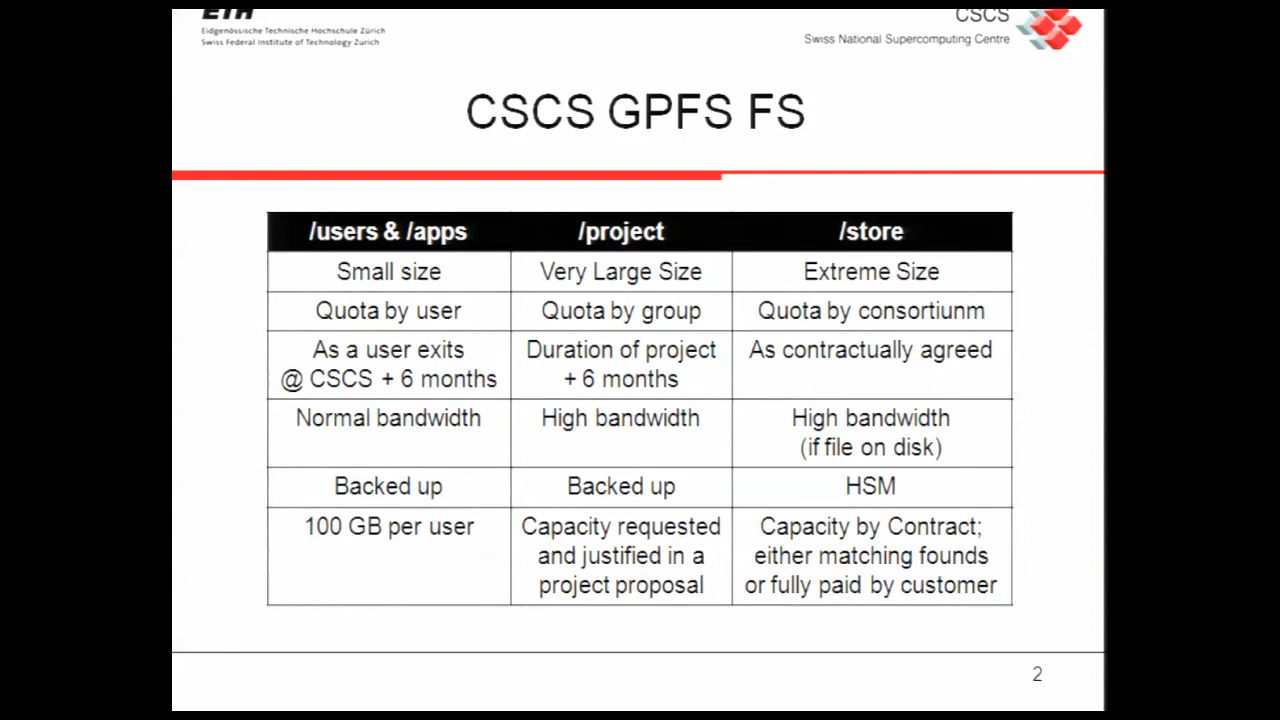 ETH
Eidgenössische Technische Hochschule Zürich
Swiss Federal Institute of Technology Zurich
CSCS
Swiss National Supercomputing Centre
CSCS GPFS FS
/users & /apps
/project
/store
Small size
Very Large Size
Extreme Size
Quota by user
Quota by group
Quota by consortiunm
As a user exits
@ CSCS + 6 months
Duration of project
+ 6 months
As contractually agreed
Normal bandwidth
High bandwidth
High bandwidth
(if file on disk)
Backed up
Backed up
HSM
100 GB per user
Capacity requested
and justified in a
project proposal
Capacity by Contract;
either matching founds
or fully paid by customer
2